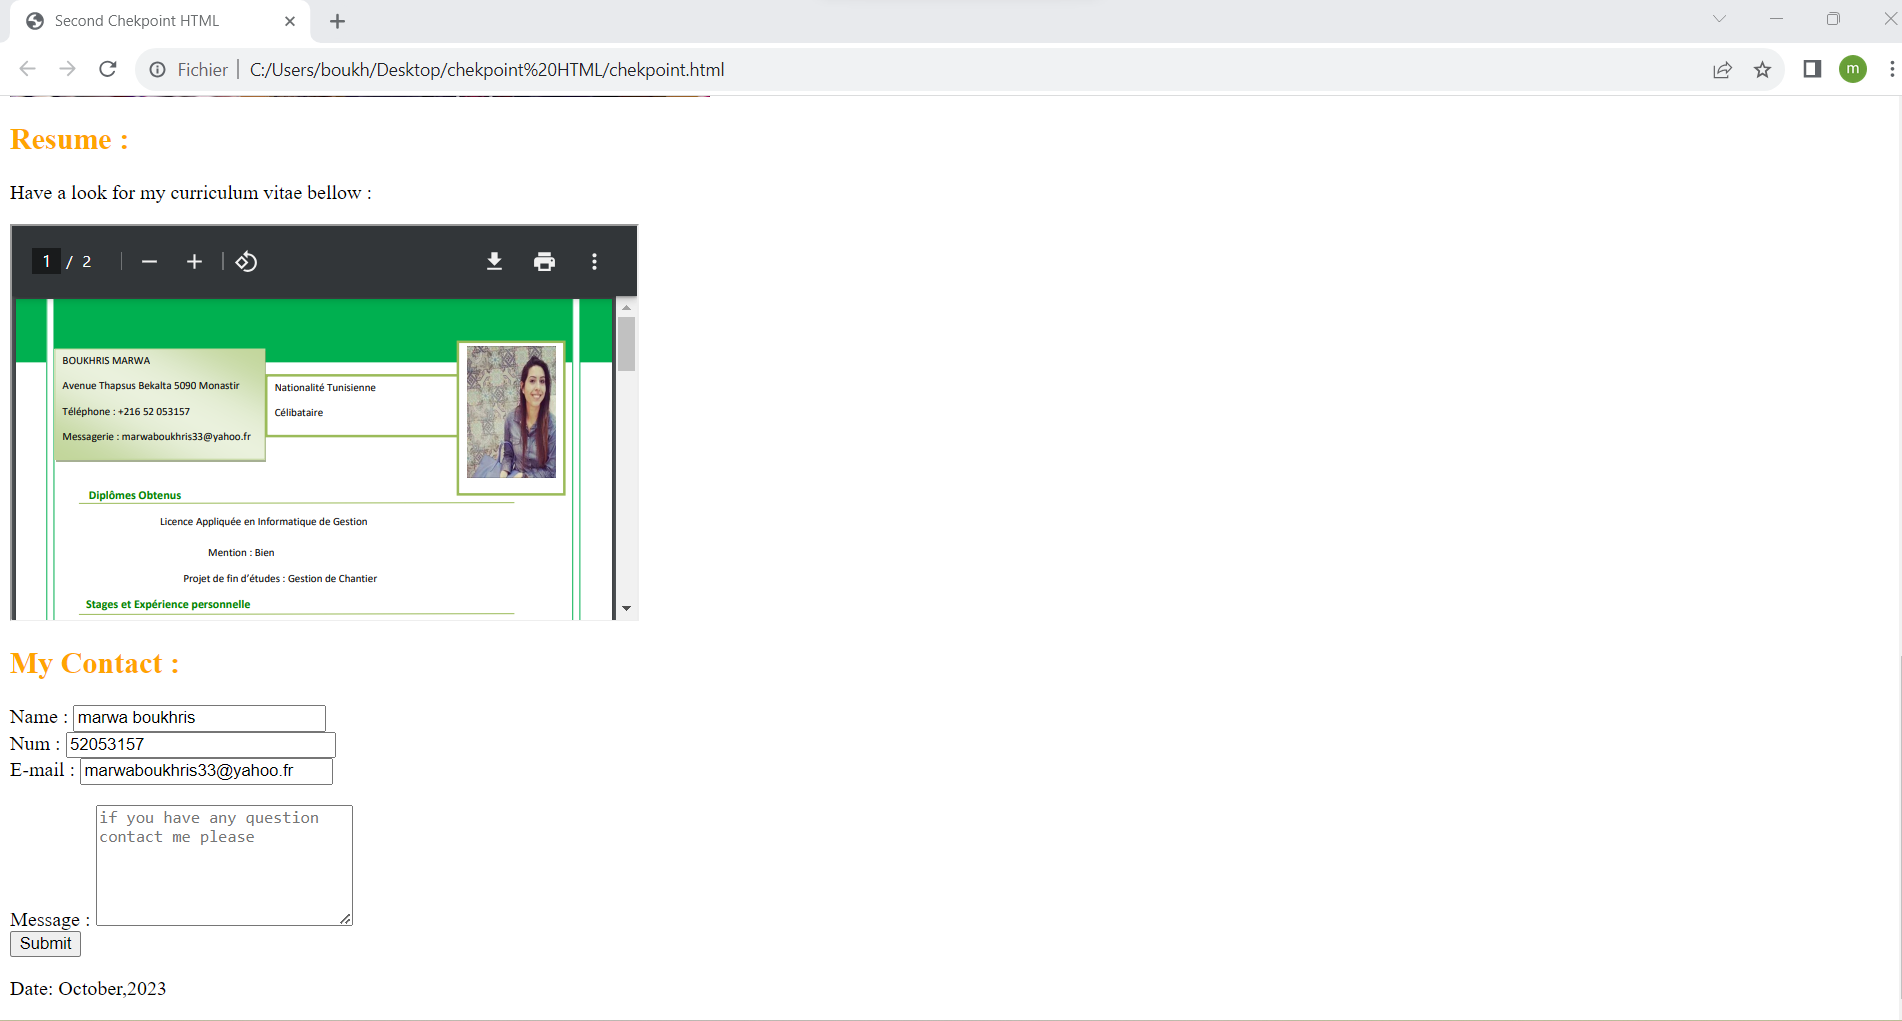 Second Chekpoint HTML
Fichier | C:/Users/boukh/Desktop/chekpoint%20HTML/chekpoint.html
m
Resume :
Have a look for my curriculum vitae bellow :
1 / 2
BOUKHRIS MARWA
Avenue Thapsus Bekalta 5090 Monastir
Téléphone : +216 52 053157
Messagerie : marwaboukhris33@yahoo.fr
Nationalité Tunisienne
Célibataire
Diplômes Obtenus
Licence Appliquée en Informatique de Gestion
Mention : Bien
Projet de fin d'études : Gestion de Chantier
Stages et Expérience personnelle
My Contact :
Name : marwa boukhris
Num : 52053157
E-mail : marwaboukhris33@yahoo.fr
if you have any question
contact me please
Message :
Submit
Date: October,2023